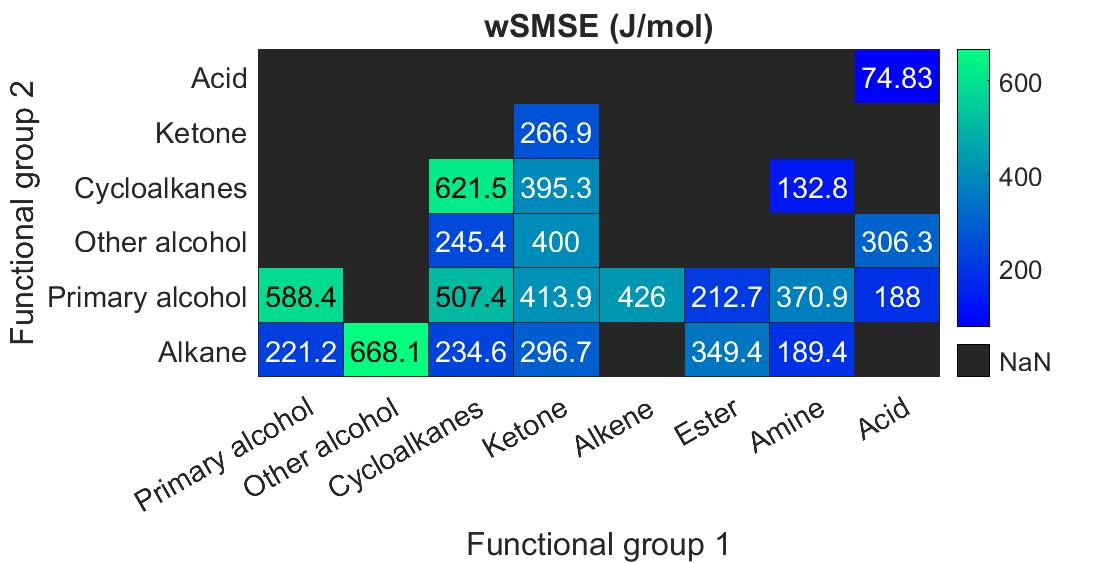 wSMSE (J/mol)
Functional group 2
Acid 74.83
Ketone 266.9
Cycloalkanes 621.5 395.3 132.8
Other alcohol 245.4 400 306.3
Primary alcohol 588.4 507.4 413.9 426 212.7 370.9 188
Alkane 221.2 668.1 234.6 296.7 349.4 189.4
Primary alcohol Other alcohol Cycloalkanes Ketone Alkene Ester Amine Acid
Functional group 1
600
400
200
NaN